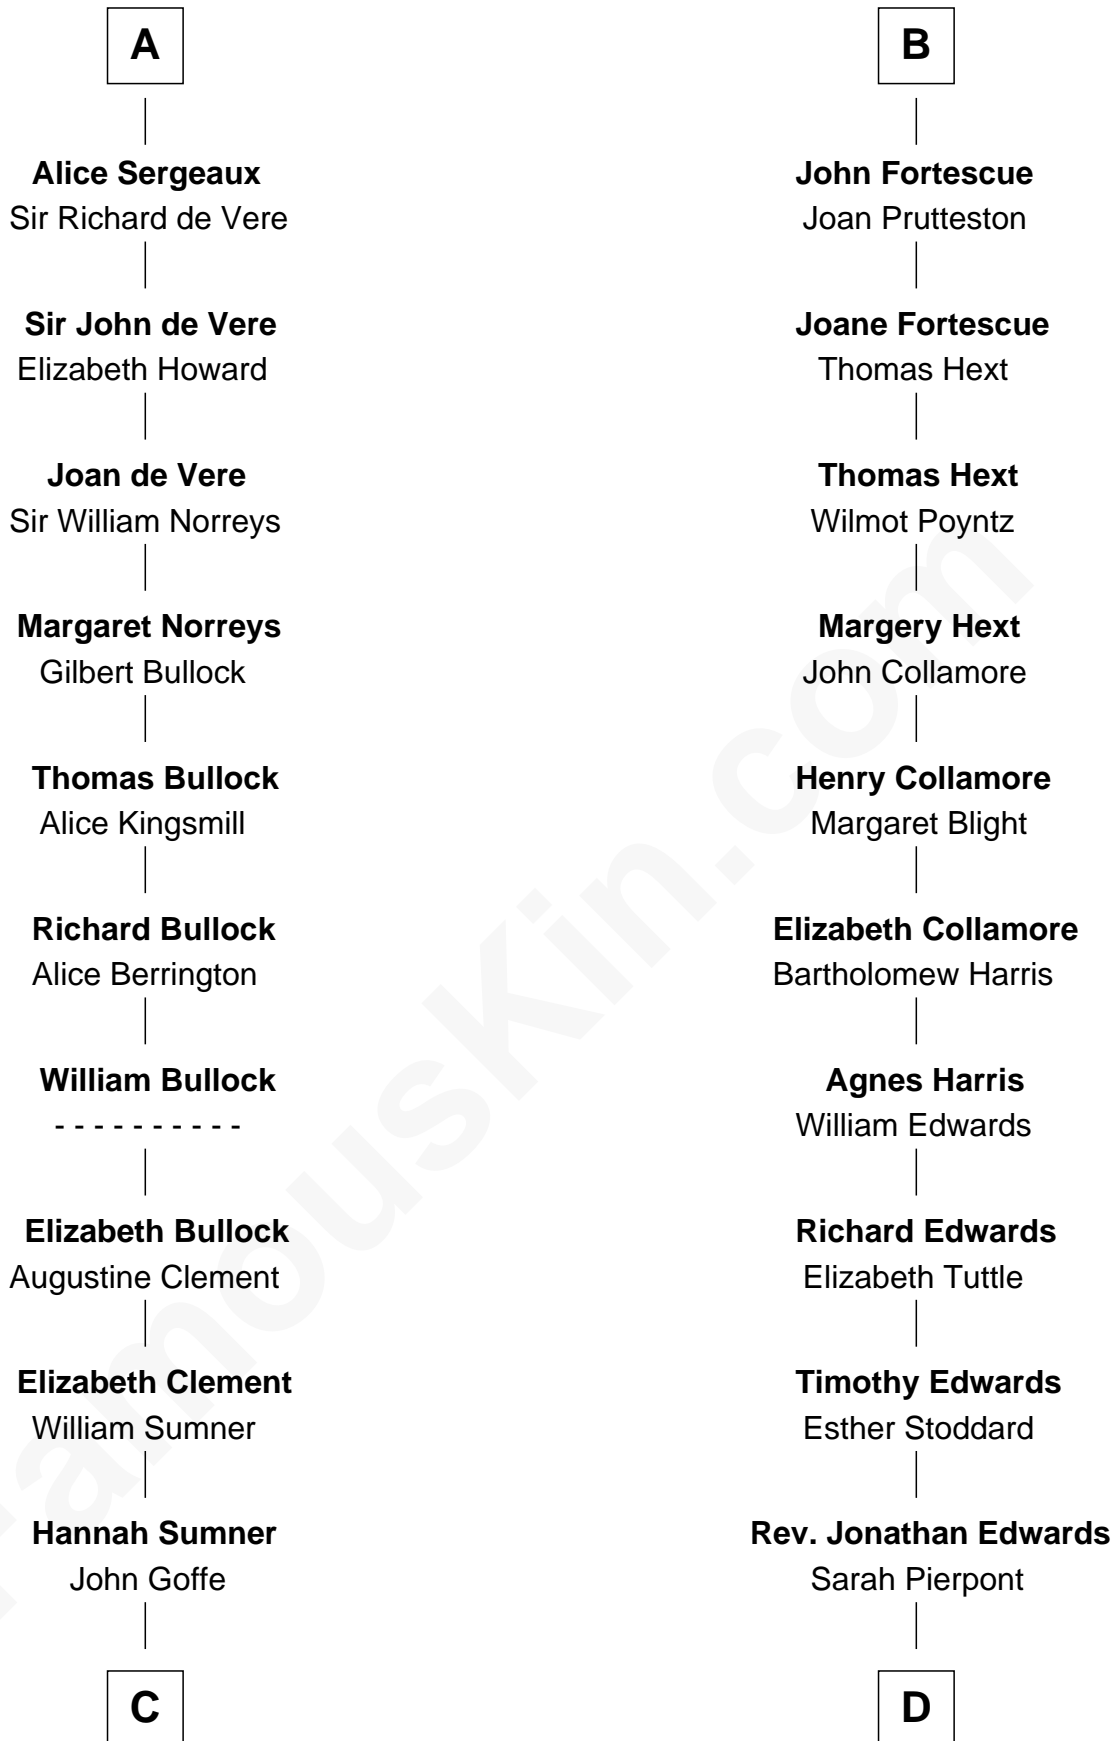 A
Alice Sergeaux
Sir Richard de Vere
Sir John de Vere
Elizabeth Howard
Joan de Vere
Sir William Norreys
Margaret Norreys
Gilbert Bullock
Thomas Bullock
Alice Kingsmill
Richard Bullock
Alice Berrington
William Bullock
- - - - - - - - - -
Elizabeth Bullock
Augustine Clement
Elizabeth Clement
William Sumner
Hannah Sumner
John Goffe
C
B
John Fortescue
Joan Prutteston
Joane Fortescue
Thomas Hext
Thomas Hext
Wilmot Poyntz
Margery Hext
John Collamore
Henry Collamore
Margaret Blight
Elizabeth Collamore
Bartholomew Harris
Agnes Harris
William Edwards
Richard Edwards
Elizabeth Tuttle
Timothy Edwards
Esther Stoddard
Rev. Jonathan Edwards
Sarah Pierpont
D
FamousKin.com